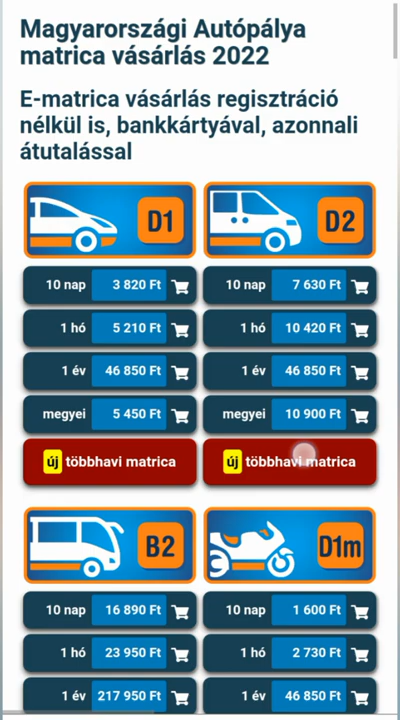 Magyarországi Autópálya
matrica vásárlás 2022
E-matrica vásárlás regisztráció
nélkül is, bankkártyával, azonnali
átutalással
D1
10 nap 3 820 Ft
1 hó 5 210 Ft
1 év 46 850 Ft
megyei 5 450 Ft
új többhavi matrica
D2
10 nap 7 630 Ft
1 hó 10 420 Ft
1 év 46 850 Ft
megyei 10 900 Ft
új többhavi matrica
B2
10 nap 16 890 Ft
1 hó 23 950 Ft
1 év 217 950 Ft
D1m
10 nap 1 600 Ft
1 hó 2 730 Ft
1 év 46 850 Ft